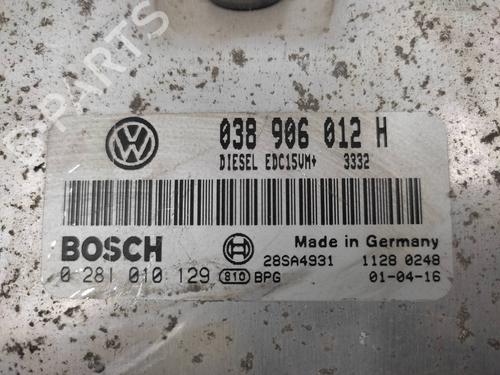 038 906 012 H
DIESEL EDC15VM+ 3332
BOSCH
Made in Germany
28SA4931 1128 0248
0 281 010 129 810 BPG 01-04-16